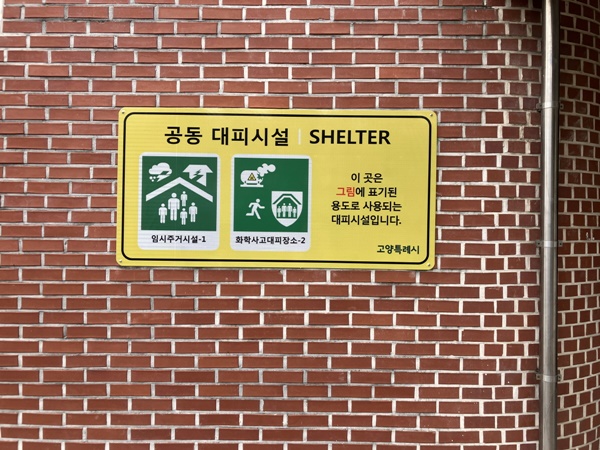 공동 대피시설 | SHELTER
임시주거시설-1
화학사고대피장소-2
이 곳은
그림에 표기된
용도로 사용되는
대피시설입니다.
고양특례시